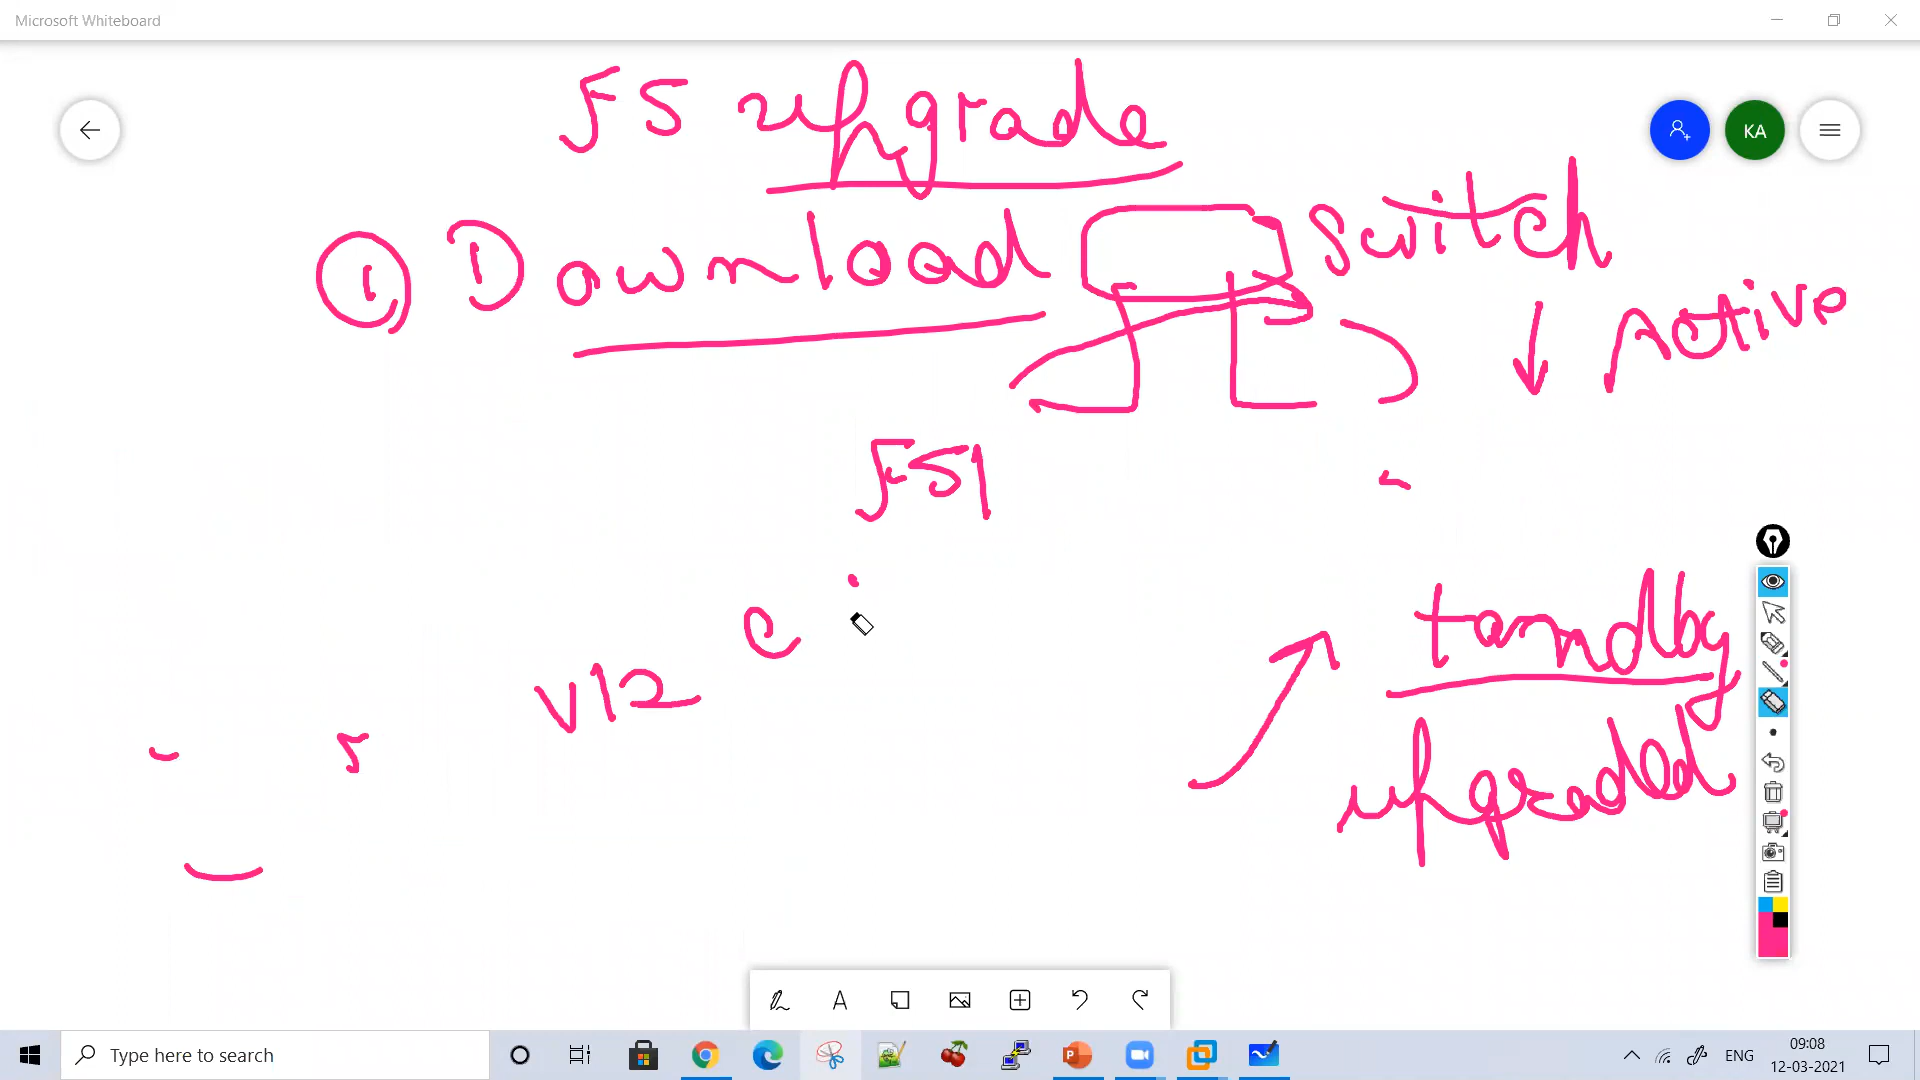 Microsoft Whiteboard
F5 upgrade
KA
① Download
Switch
Active
F51
tandby
upgraded
V12
e
Type here to search
ENG
09:08
12-03-2021